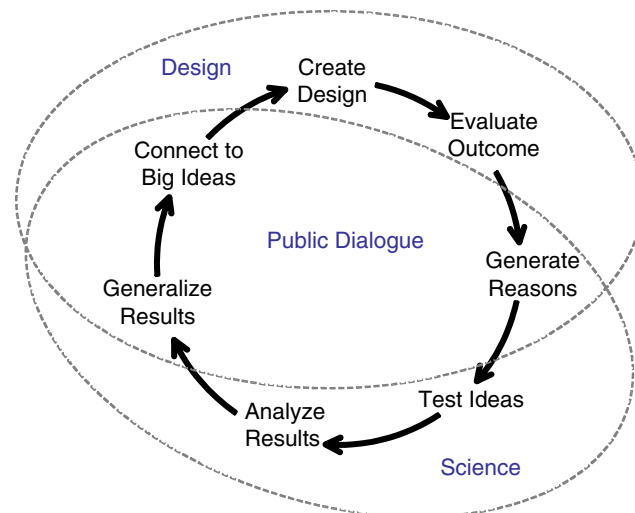 Design
Create
Design
Evaluate
Outcome
Connect to
Big Ideas
Public Dialogue
Generate
Reasons
Generalize
Results
Test Ideas
Analyze
Results
Science